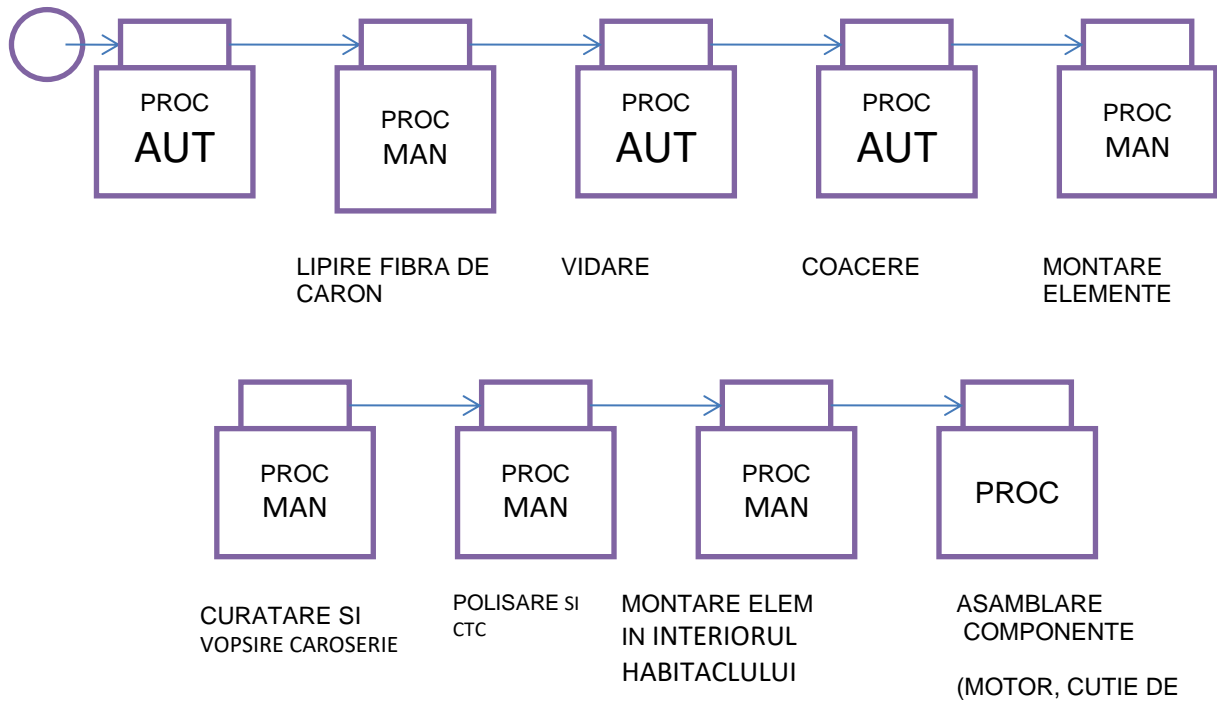 PROC
AUT
PROC
MAN
PROC
AUT
PROC
AUT
PROC
MAN
LIPIRE FIBRA DE
CARON
VIDARE
COACERE
MONTARE
ELEMENTE
PROC
MAN
PROC
MAN
PROC
MAN
PROC
CURATARE SI
VOPSIRE CAROSERIE
POLISARE SI
CTC
MONTARE ELEM
IN INTERIORUL
HABITACLULUI
ASAMBLARE
COMPONENTE
(MOTOR, CUTIE DE